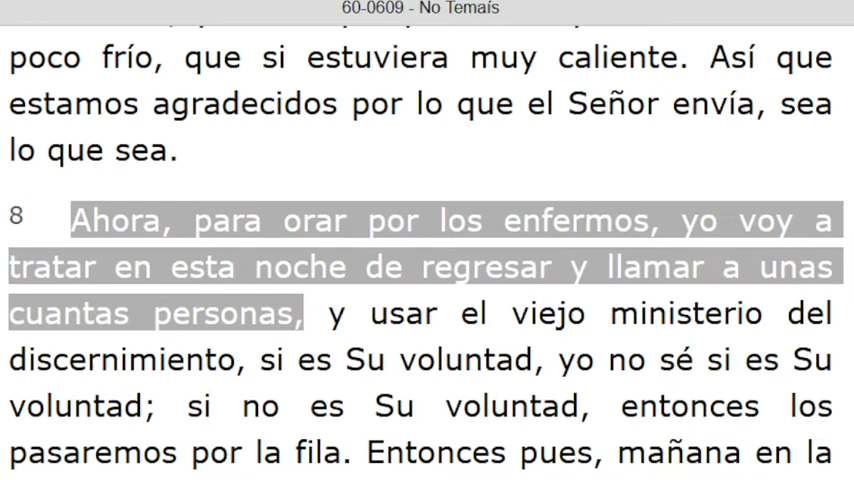 60-0609 - No Temaís
poco frío, que si estuviera muy caliente. Así que
estamos agradecidos por lo que el Señor envía, sea
lo que sea.
8 Ahora, para orar por los enfermos, yo voy a
tratar en esta noche de regresar y llamar a unas
cuantas personas, y usar el viejo ministerio del
discernimiento, si es Su voluntad, yo no sé si es Su
voluntad; si no es Su voluntad, entonces los
pasaremos por la fila. Entonces pues, mañana en la